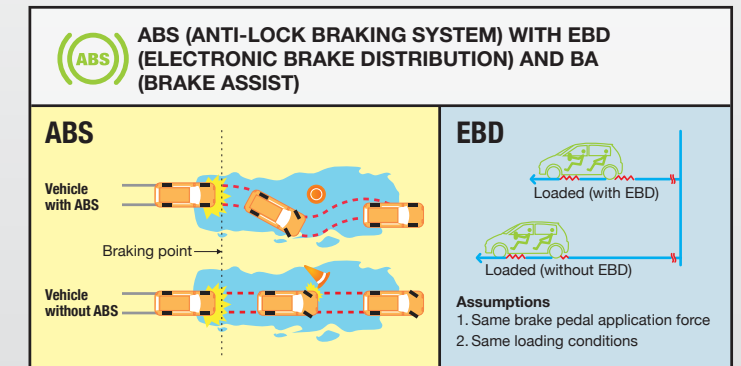 ABS
ABS (ANTI-LOCK BRAKING SYSTEM) WITH EBD
(ELECTRONIC BRAKE DISTRIBUTION) AND BA
(BRAKE ASSIST)
ABS
Vehicle
with ABS
Braking point
Vehicle
without ABS
EBD
Loaded (with EBD)
Loaded (without EBD)
Assumptions
1. Same brake pedal application force
2. Same loading conditions